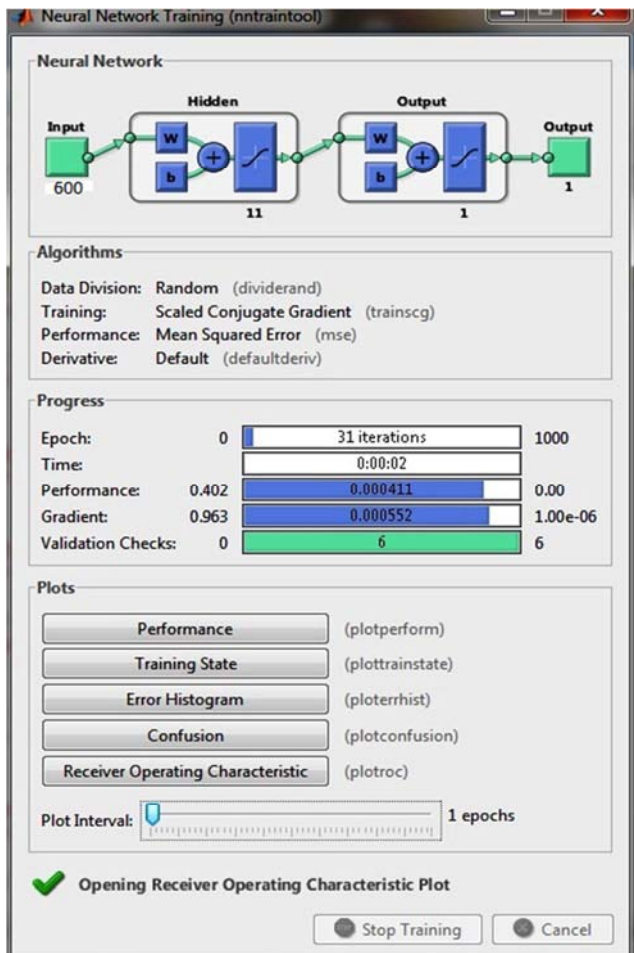 Neural Network Training (nntraintool)
Neural Network
Hidden Output
Input Output
W W
b b
600 11 1 1
Algorithms
Data Division: Random (dividerand)
Training: Scaled Conjugate Gradient (trainscg)
Performance: Mean Squared Error (mse)
Derivative: Default (defaultderiv)
Progress
Epoch: 0 31 iterations 1000
Time: 0:00:02
Performance: 0.402 0.000411 0.00
Gradient: 0.963 0.000552 1.00e-06
Validation Checks: 0 6 6
Plots
Performance (plotperform)
Training State (plottrainstate)
Error Histogram (ploterrhist)
Confusion (plotconfusion)
Receiver Operating Characteristic (plotroc)
Plot Interval: 1 epochs
Opening Receiver Operating Characteristic Plot
Stop Training Cancel